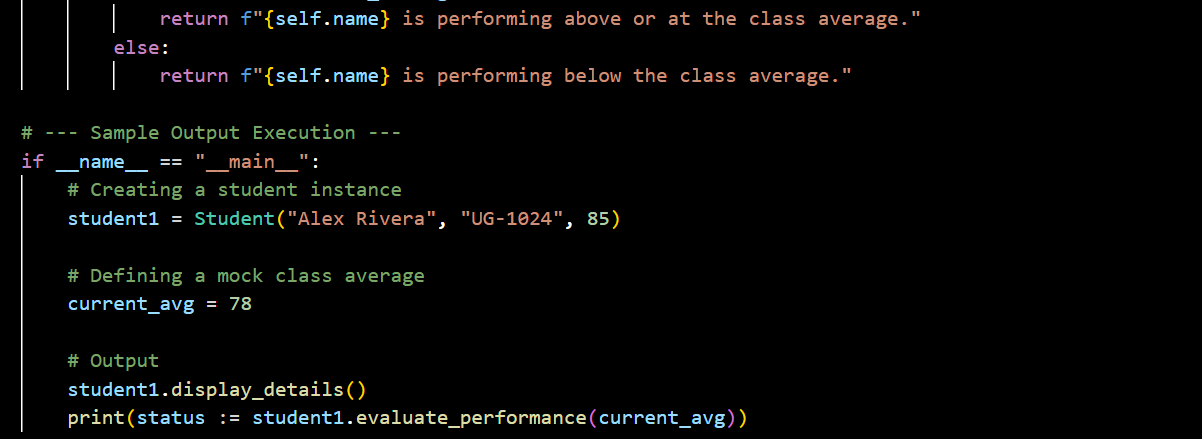 return f"{self.name} is performing above or at the class average."
else:
return f"{self.name} is performing below the class average."
# --- Sample Output Execution ---
if __name__ == "__main__":
# Creating a student instance
student1 = Student("Alex Rivera", "UG-1024", 85)
# Defining a mock class average
current_avg = 78
# Output
student1.display_details()
print(status := student1.evaluate_performance(current_avg))